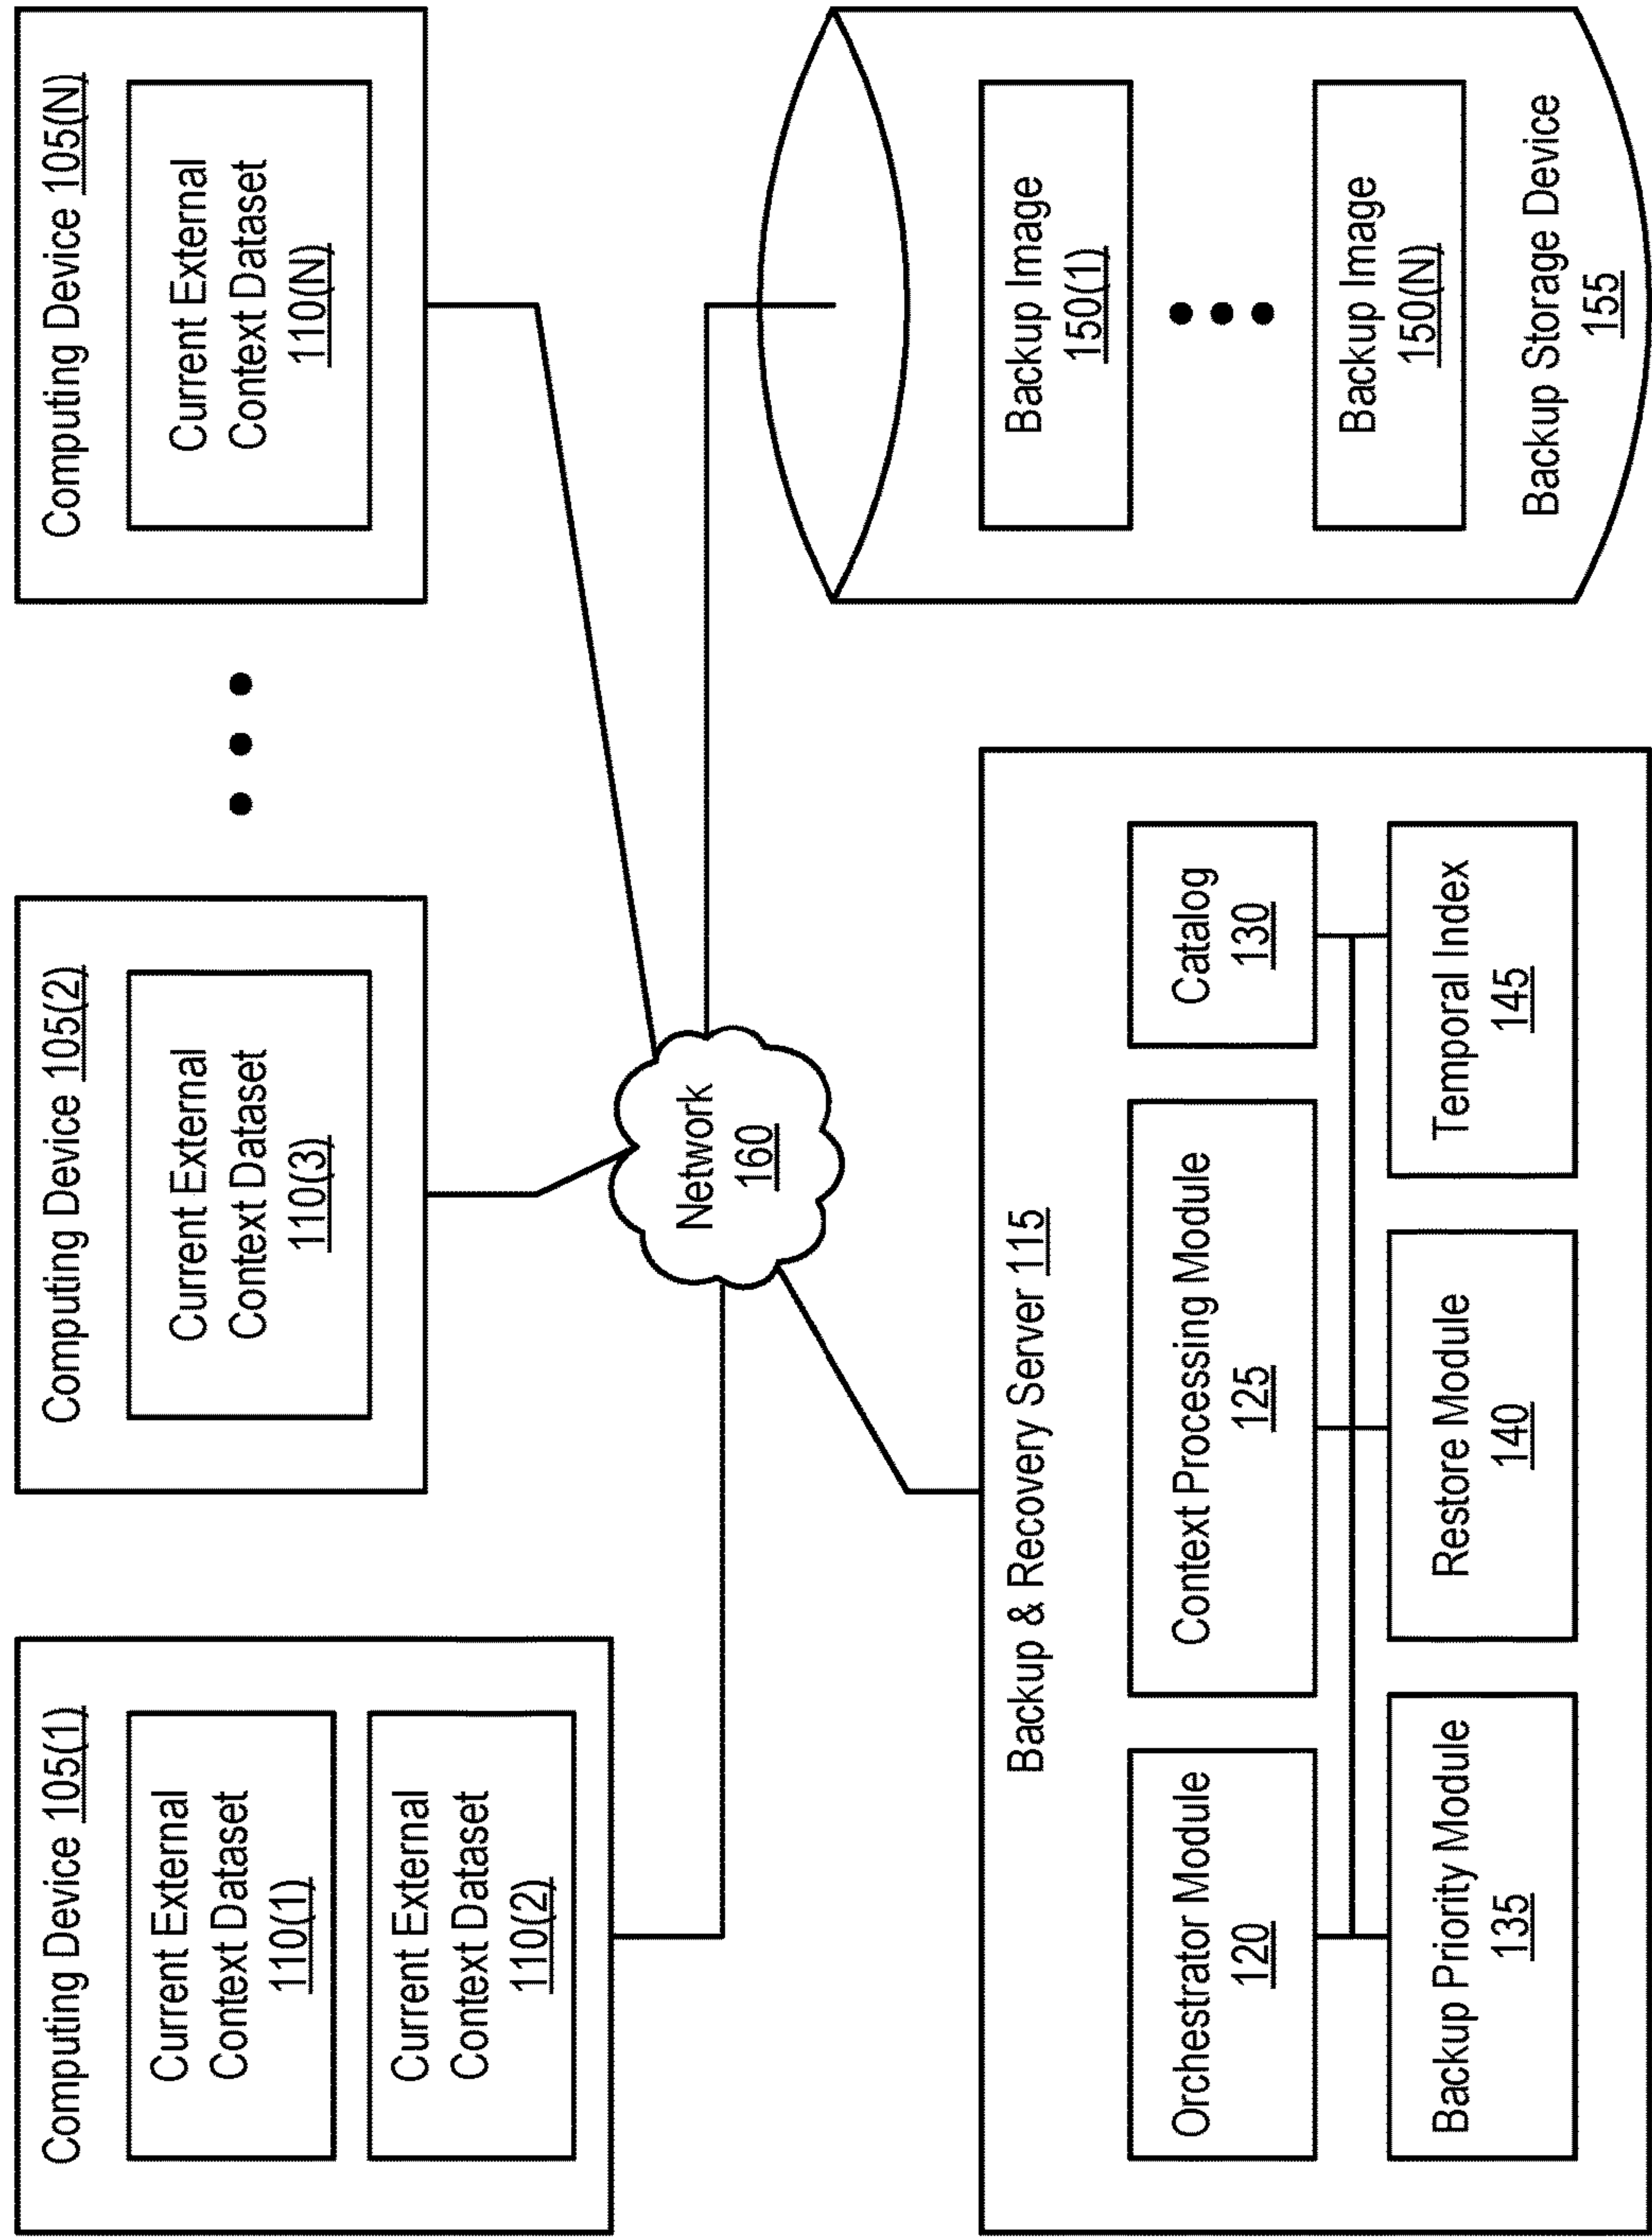 Computing Device 105(1)
Current External
Context Dataset
110(1)
Current External
Context Dataset
110(2)
Computing Device 105(2)
Current External
Context Dataset
110(3)
Computing Device 105(N)
Current External
Context Dataset
110(N)
Network
160
Backup & Recovery Server 115
Orchestrator Module
120
Context Processing Module
125
Catalog
130
Backup Priority Module
135
Restore Module
140
Temporal Index
145
Backup Image
150(1)
Backup Image
150(N)
Backup Storage Device
155